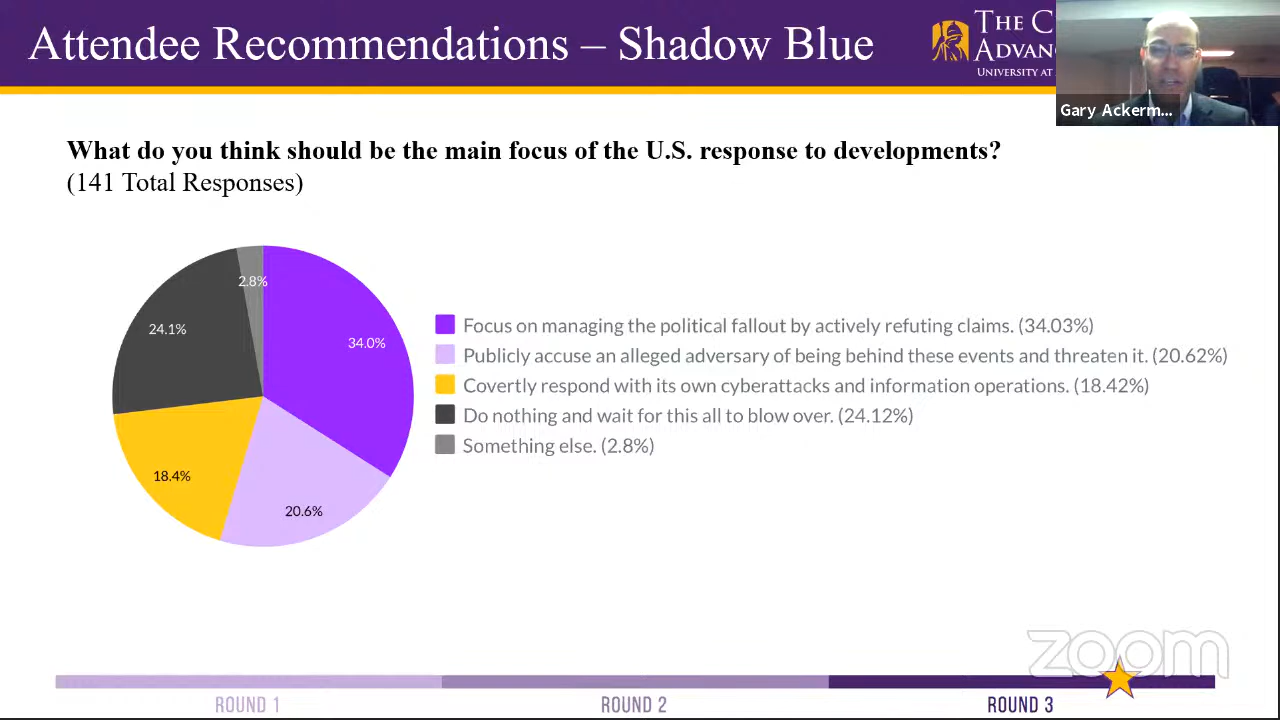 Attendee Recommendations – Shadow Blue
THE C
ADVAN
UNIVERSITY AT
Gary Ackerm...
What do you think should be the main focus of the U.S. response to developments?
(141 Total Responses)
2.8%
24.1%
34.0%
18.4%
20.6%
Focus on managing the political fallout by actively refuting claims. (34.03%)
Publicly accuse an alleged adversary of being behind these events and threaten it. (20.62%)
Covertly respond with its own cyberattacks and information operations. (18.42%)
Do nothing and wait for this all to blow over. (24.12%)
Something else. (2.8%)
zoom
ROUND 1
ROUND 2
ROUND 3